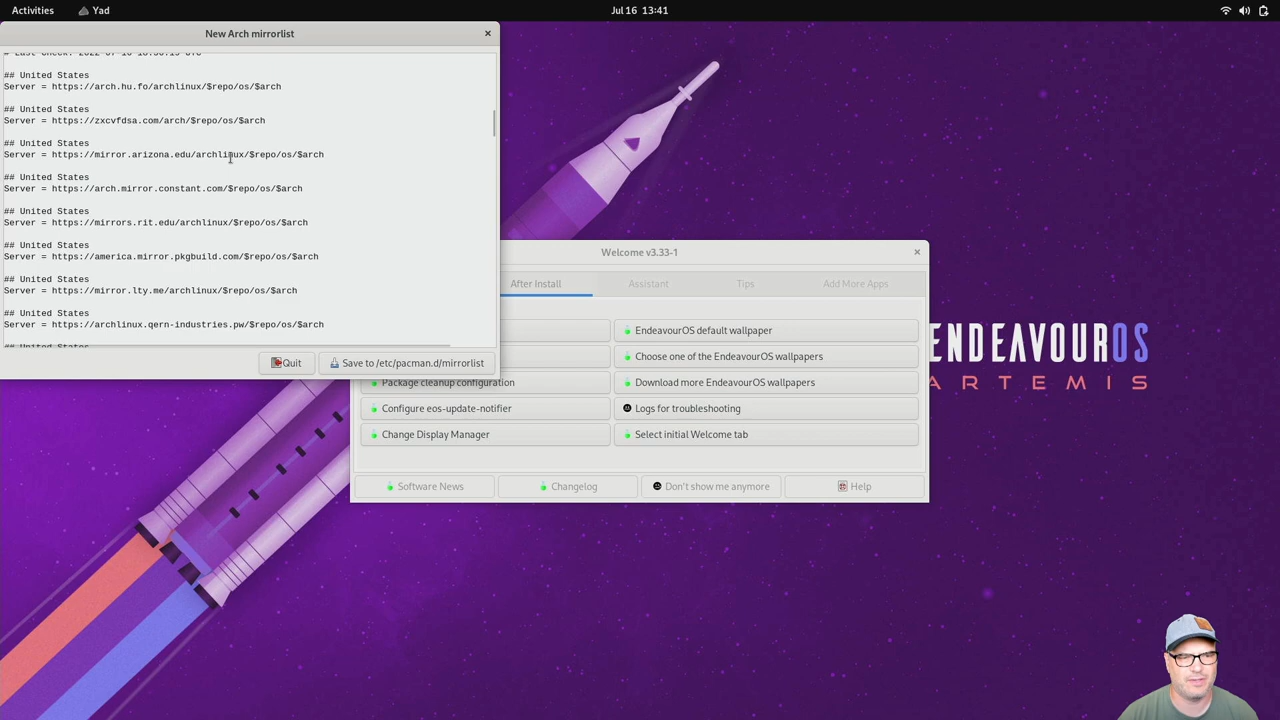 Activities
Yad
Jul 16 13:41
New Arch mirrorlist
## United States
Server = https://arch.hu.fo/archlinux/$repo/os/$arch
## United States
Server = https://zxcvfdsa.com/arch/$repo/os/$arch
## United States
Server = https://mirror.arizona.edu/archlinux/$repo/os/$arch
## United States
Server = https://arch.mirror.constant.com/$repo/os/$arch
## United States
Server = https://mirrors.rit.edu/archlinux/$repo/os/$arch
## United States
Server = https://america.mirror.pkgbuild.com/$repo/os/$arch
## United States
Server = https://mirror.lty.me/archlinux/$repo/os/$arch
## United States
Server = https://archlinux.qern-industries.pw/$repo/os/$arch
## United States
Quit
Save to /etc/pacman.d/mirrorlist
Welcome v3.33-1
After Install
Assistant
Tips
Add More Apps
EndeavourOS default wallpaper
Choose one of the EndeavourOS wallpapers
Package cleanup configuration
Download more EndeavourOS wallpapers
Configure eos-update-notifier
Logs for troubleshooting
Change Display Manager
Select initial Welcome tab
Software News
Changelog
Don't show me anymore
Help
ENDEAVOUROS
ARTEMIS